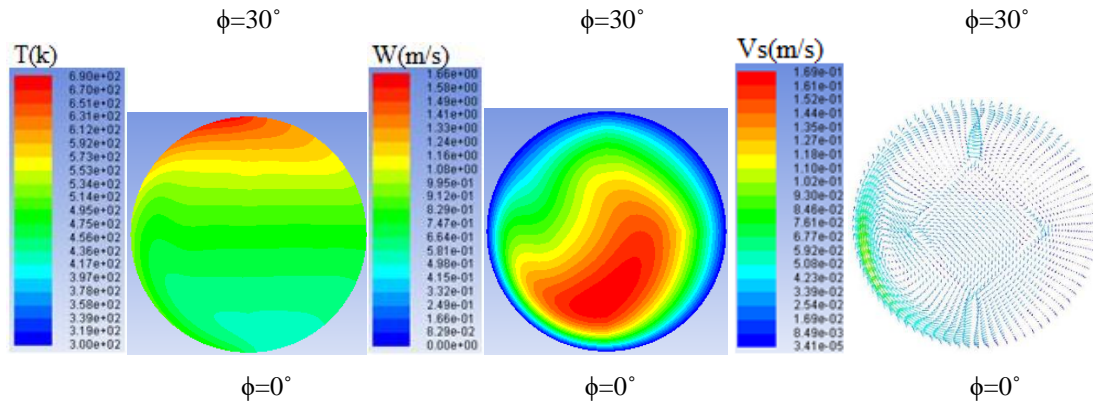 ϕ=30˚ ϕ=30˚ ϕ=30˚
T(k)
6.90e+02
6.70e+02
6.51e+02
6.31e+02
6.12e+02
5.92e+02
5.73e+02
5.53e+02
5.34e+02
5.14e+02
4.95e+02
4.75e+02
4.56e+02
4.36e+02
4.17e+02
3.97e+02
3.78e+02
3.58e+02
3.39e+02
3.19e+02
3.00e+02
W(m/s)
1.66e+00
1.58e+00
1.49e+00
1.41e+00
1.33e+00
1.24e+00
1.16e+00
1.08e+00
9.95e-01
9.12e-01
8.29e-01
7.47e-01
6.64e-01
5.81e-01
4.98e-01
4.15e-01
3.32e-01
2.49e-01
1.66e-01
8.29e-02
0.00e+00
Vs(m/s)
1.69e-01
1.61e-01
1.52e-01
1.44e-01
1.35e-01
1.27e-01
1.18e-01
1.10e-01
1.02e-01
9.30e-02
8.46e-02
7.61e-02
6.77e-02
5.92e-02
5.08e-02
4.23e-02
3.39e-02
2.54e-02
1.69e-02
8.49e-03
3.41e-05
ϕ=0˚ ϕ=0˚ ϕ=0˚